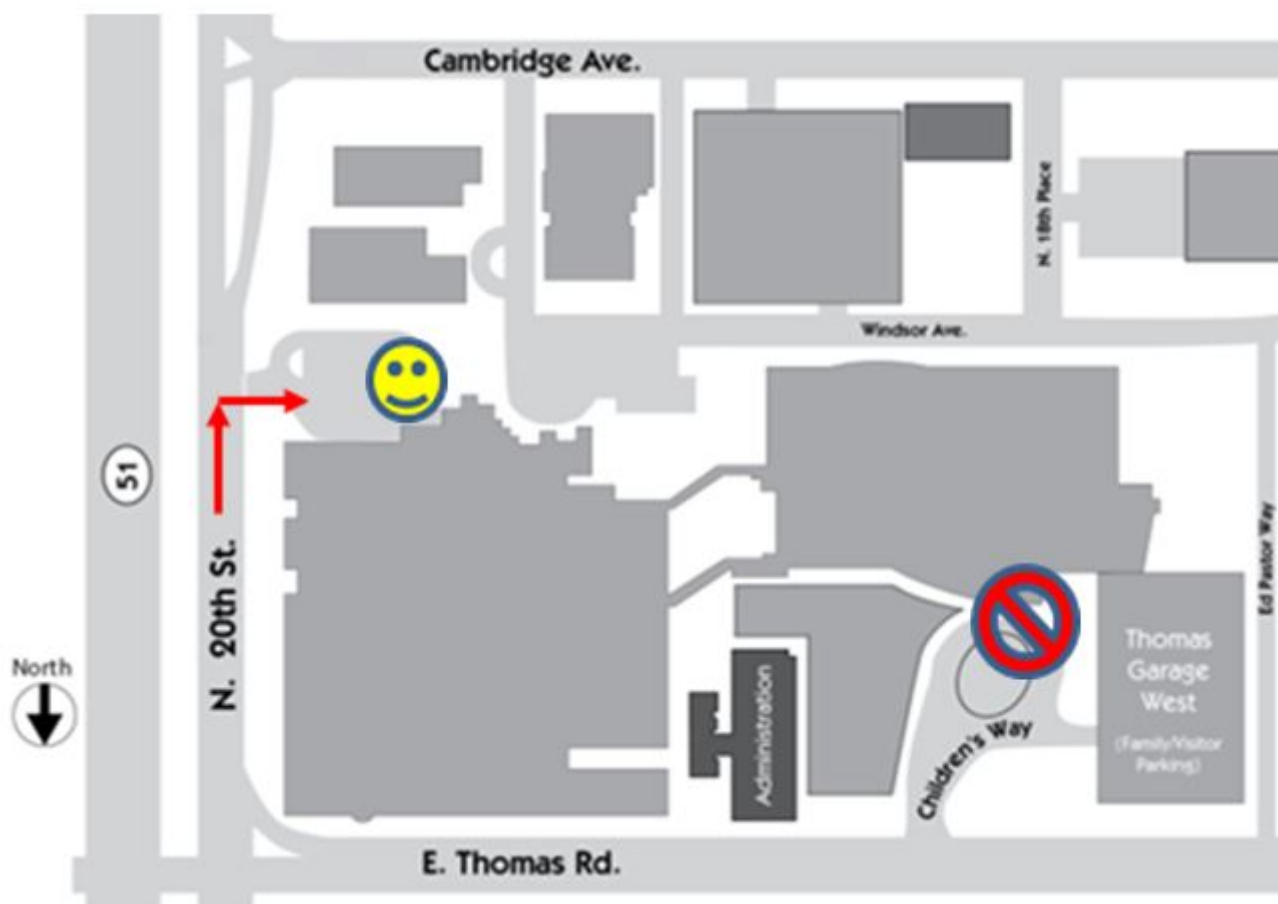 Cambridge Ave.
N. 18th Place
Windsor Ave.
51
N. 20th St.
Ed Pastor Way
North
Thomas
Garage
West
(Family/Visitor
Parking)
Administration
Children's Way
E. Thomas Rd.